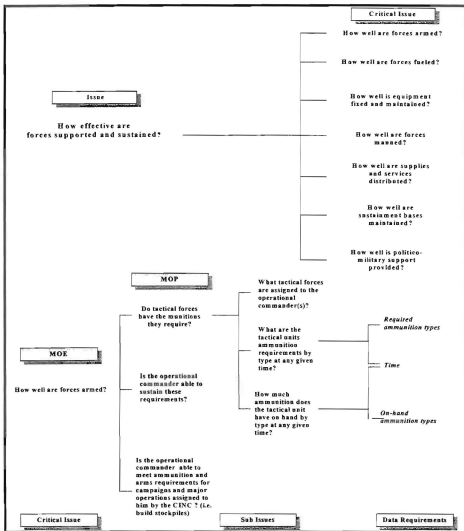 Critical Issue
How well are forces armed?
How well are forces fueled?
Issue
How well is equipment
fixed and maintained?
How effective are
forces supported and sustained?
How well are forces
manned?
How well are supplies
and services
distributed?
How well are
sustainment bases
maintained?
How well is politico-
military support
provided?
MOP
What tactical forces
are assigned to the
operational
commander(s)?
Do tactical forces
have the munitions
they require?
Required
ammunition types
MOE
What are the
tactical units
ammunition
requirements by
type at any given
time?
Time
How well are forces armed?
Is the operational
commander able to
sustain these
requirements?
How much
ammunition does
the tactical unit
have on hand by
type at any given
time?
On-hand
ammunition types
Is the operational
commander able to
meet ammunition and
arms requirements for
campaigns and major
operations assigned to
him by the CINC ? (i.e.
build stockpiles)
Critical Issue
Sub Issues
Data Requirements